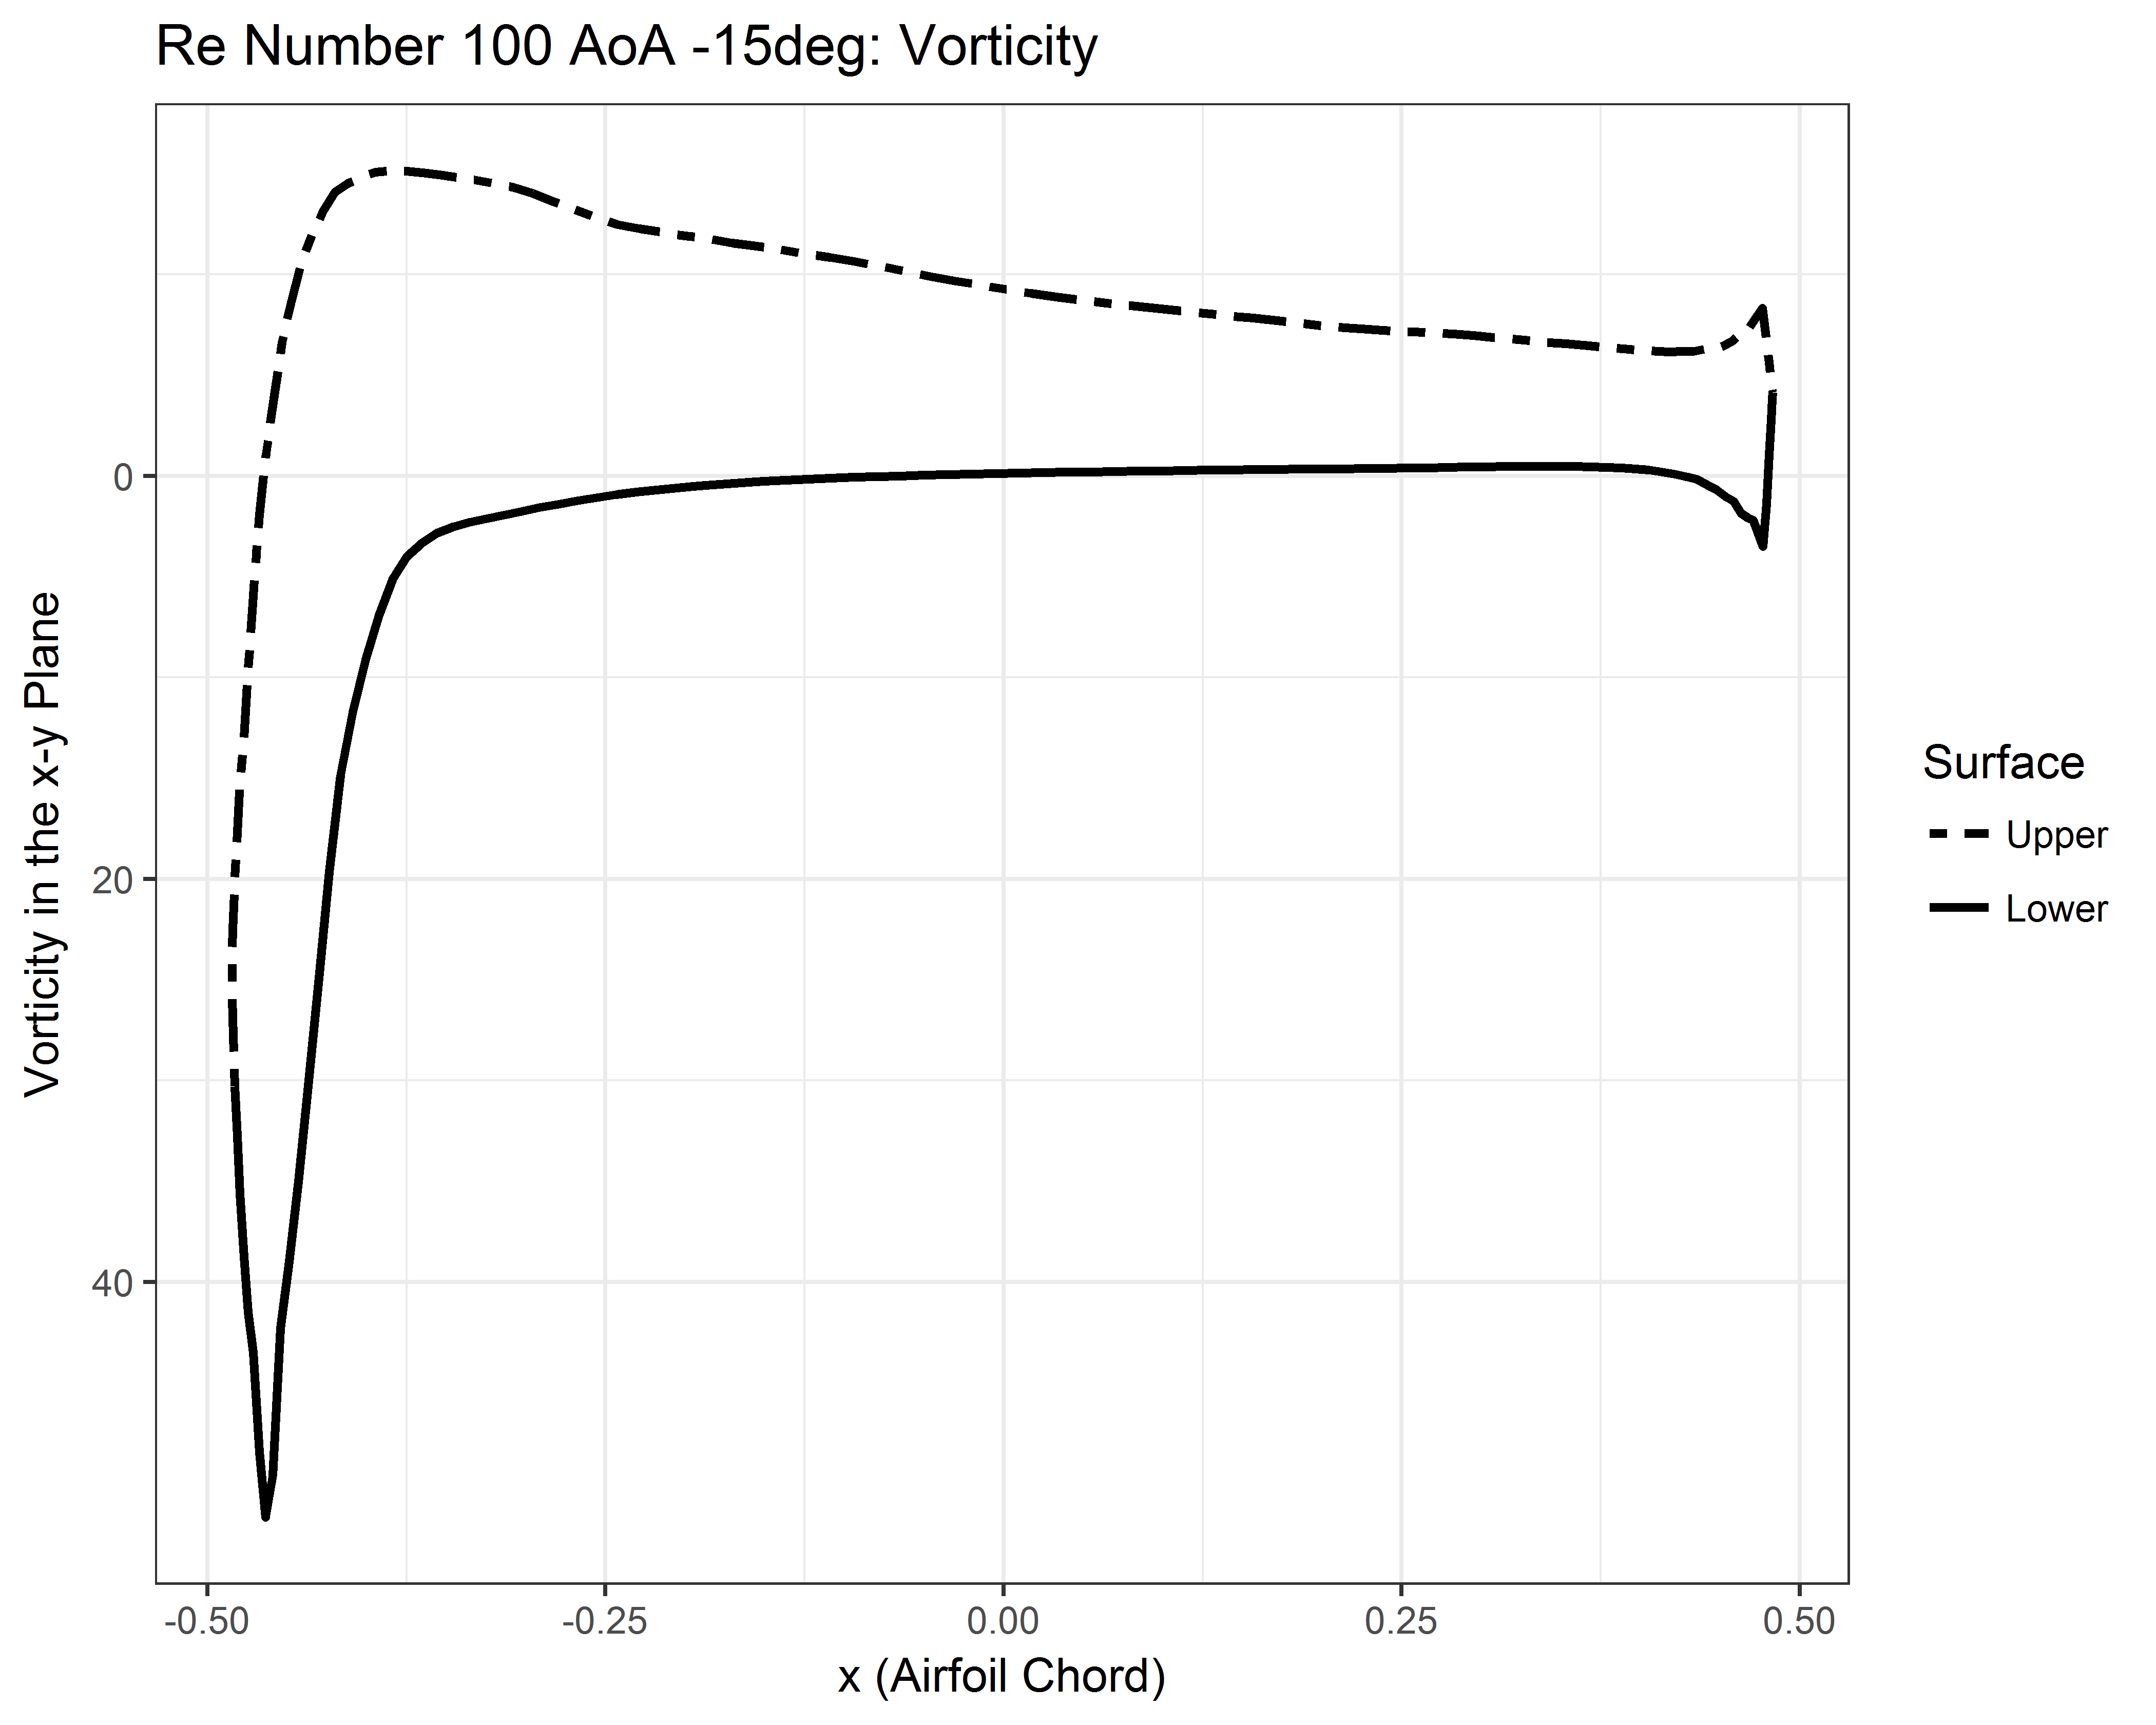 Re Number 100 AoA -15deg: Vorticity
Vorticity in the x-y Plane
0
20
40
-0.50
-0.25
0.00
0.25
0.50
x (Airfoil Chord)
Surface
Upper
Lower